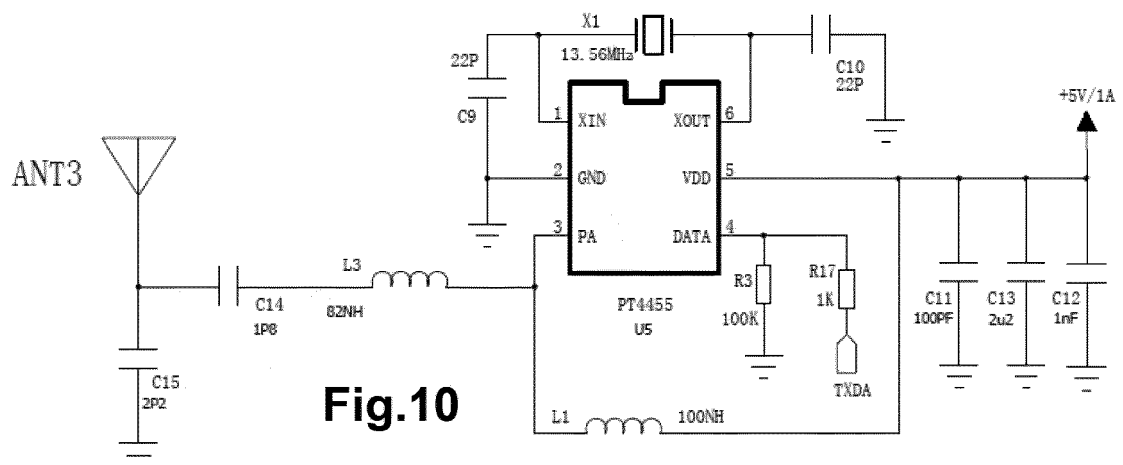 X1
13.56MHz
22P
C9
C10
22P
+5V/1A
1 XIN XOUT 6
2 GND VDD 5
3 PA DATA 4
ANT3
L3
82NH
C14
1P8
C15
2P2
PT4455
U5
R3
100K
R17
1K
TXDA
C11
100PF
C13
2u2
C12
1nF
L1 100NH
Fig.10